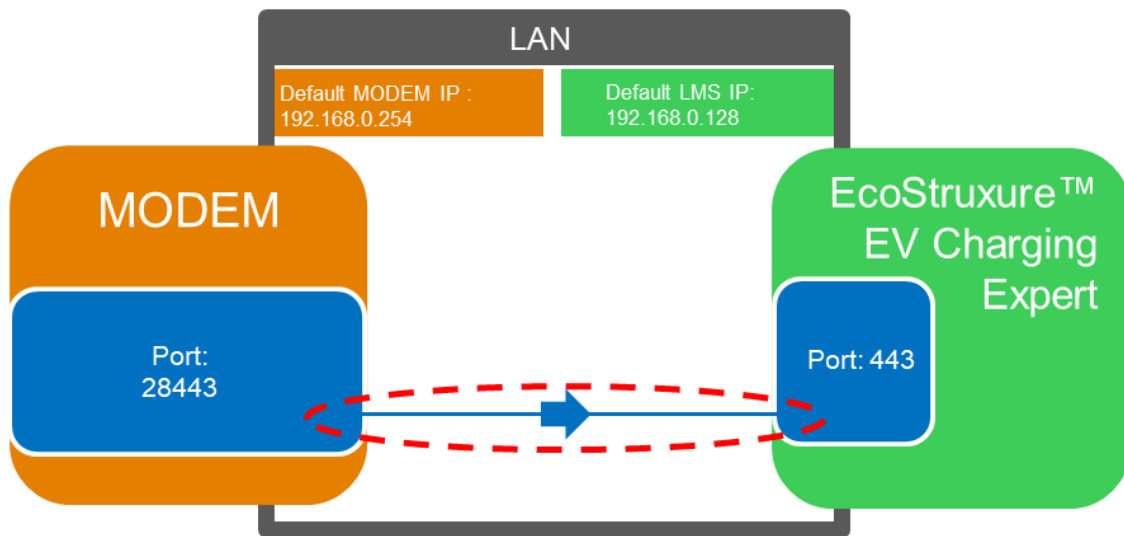 LAN
Default MODEM IP :
192.168.0.254
Default LMS IP:
192.168.0.128
MODEM
EcoStruxure™
EV Charging
Expert
Port:
28443
Port: 443